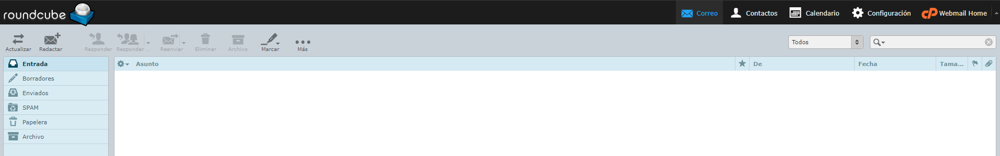 roundcube
Correo
Contactos
Calendario
Configuración
cP Webmail Home
Actualizar
Redactar
Responder
Responder ...
Reenviar
Eliminar
Archivo
Marcar
Más
Todos
Entrada
Borradores
Enviados
SPAM
Papelera
Archivo
Asunto
De
Fecha
Tama...